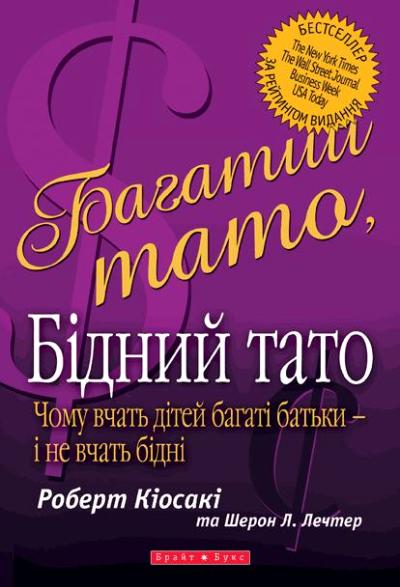 БЕСТСЕЛЛЕР
The New York Times
The Wall Street Journal
Business Week
USA Today
ЗА РЕЙТИНГОМ ВИДАННЯ
Багатий
тато,
Бідний тато
Чому вчать дітей багаті батьки –
і не вчать бідні
Роберт Кіосакі
та Шерон Л. Лечтер
Брайт Букс